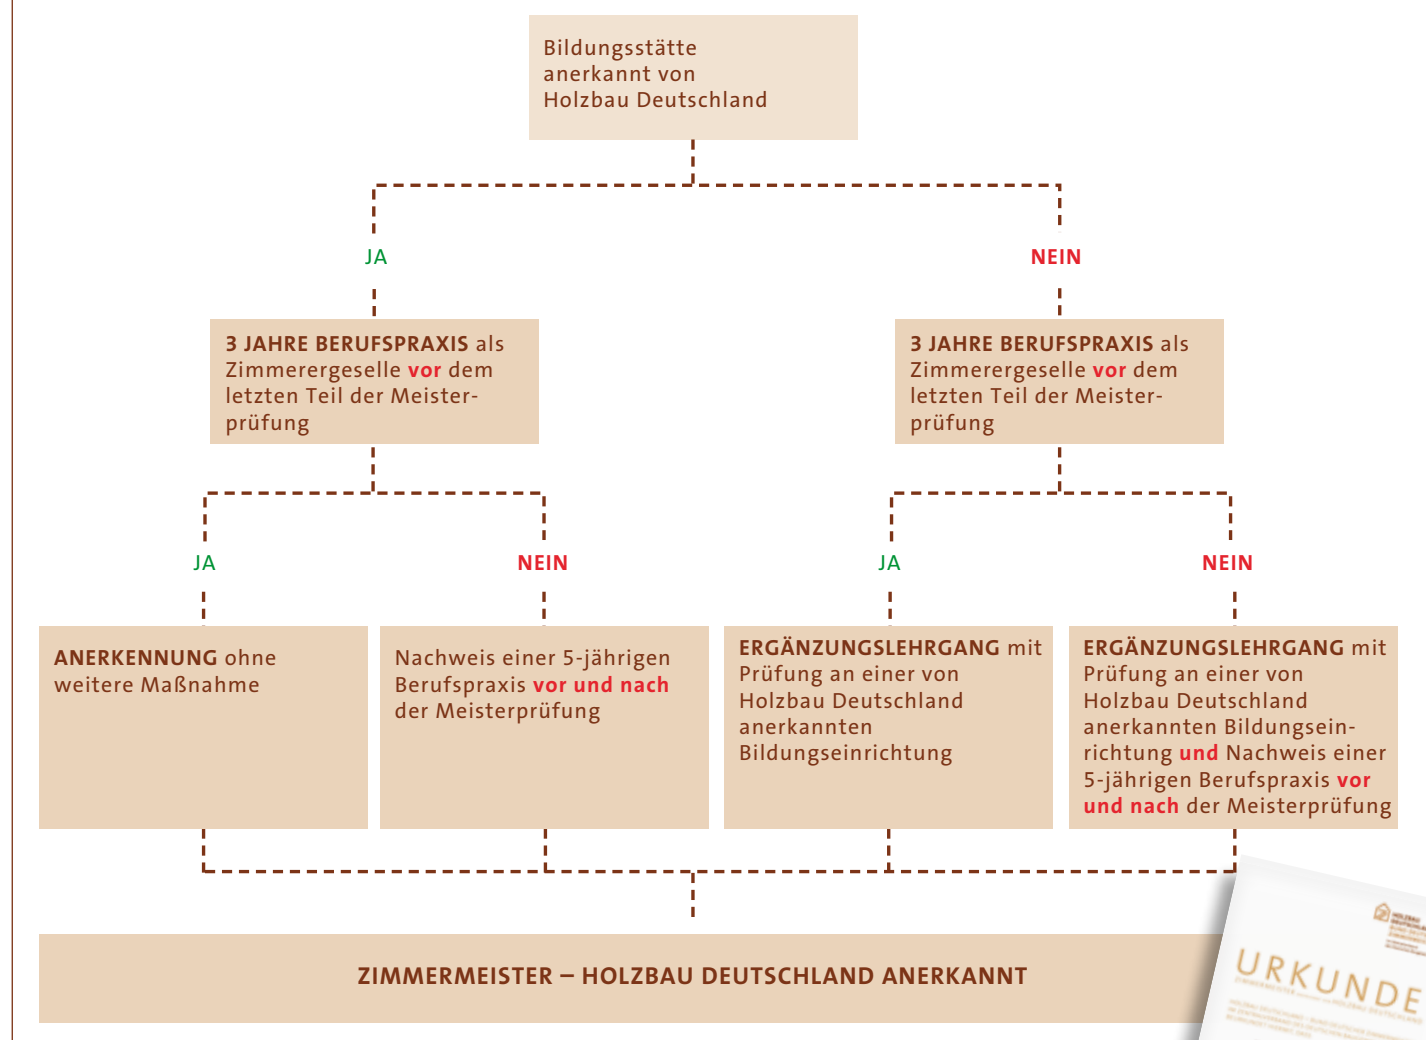 Bildungsstätte
anerkannt von
Holzbau Deutschland
JA
NEIN
3 JAHRE BERUFSPRAXIS als
Zimmerergeselle vor dem
letzten Teil der Meister-
prüfung
3 JAHRE BERUFSPRAXIS als
Zimmerergeselle vor dem
letzten Teil der Meister-
prüfung
JA
NEIN
JA
NEIN
ANERKENNUNG ohne
weitere Maßnahme
Nachweis einer 5-jährigen
Berufspraxis vor und nach
der Meisterprüfung
ERGÄNZUNGSLEHRGANG mit
Prüfung an einer von
Holzbau Deutschland
anerkannten
Bildungseinrichtung
ERGÄNZUNGSLEHRGANG mit
Prüfung an einer von
Holzbau Deutschland
anerkannten Bildungsein-
richtung und Nachweis einer
5-jährigen Berufspraxis vor
und nach der Meisterprüfung
ZIMMERMEISTER – HOLZBAU DEUTSCHLAND ANERKANNT
HOLZBAU
URKUNDE
ZIMMERMEISTER HOLZBAU DEUTSCHLAND